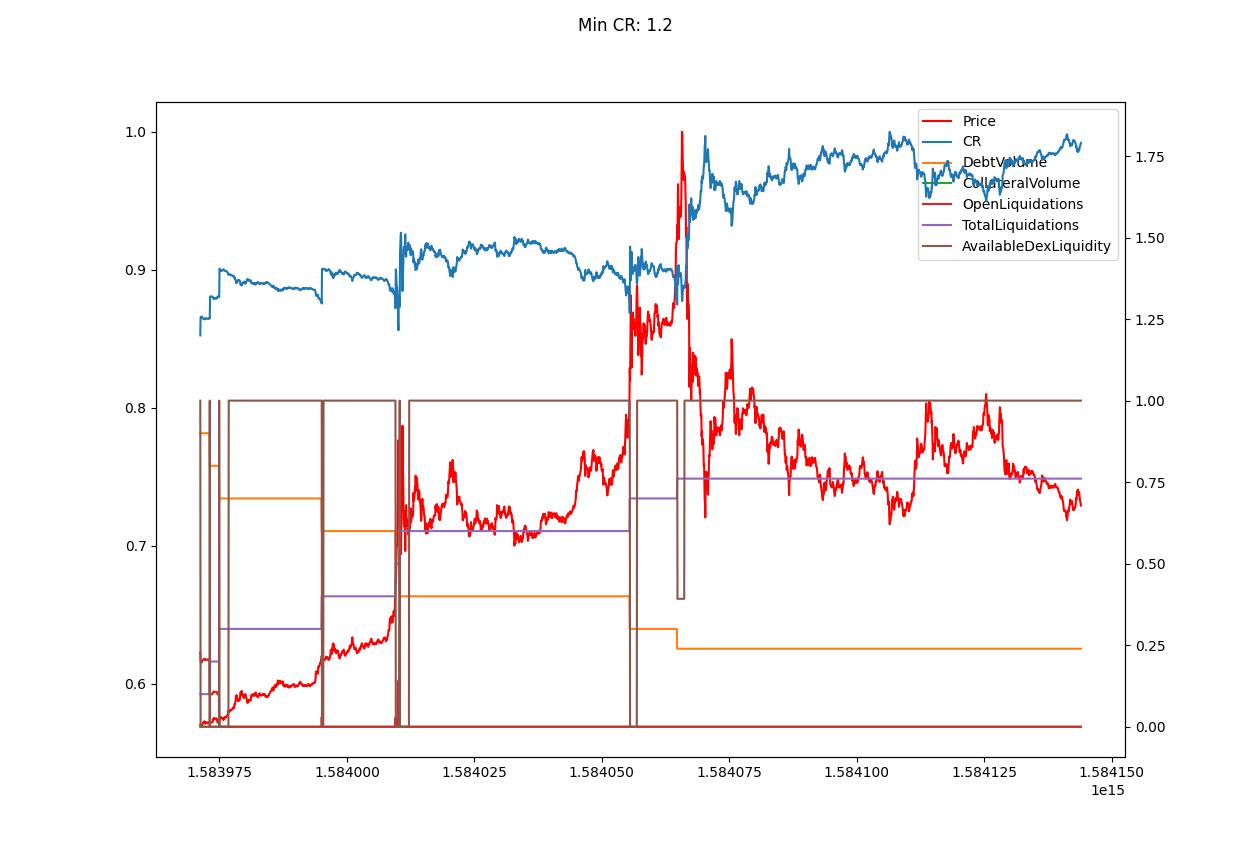 Min CR: 1.2
1.0
0.9
0.8
0.7
0.6
Price
CR
DebtVolume
CollateralVolume
OpenLiquidations
TotalLiquidations
AvailableDexLiquidity
1.75
1.50
1.25
1.00
0.75
0.50
0.25
0.00
1.583975 1.584000 1.584025 1.584050 1.584075 1.584100 1.584125 1.584150
1e15